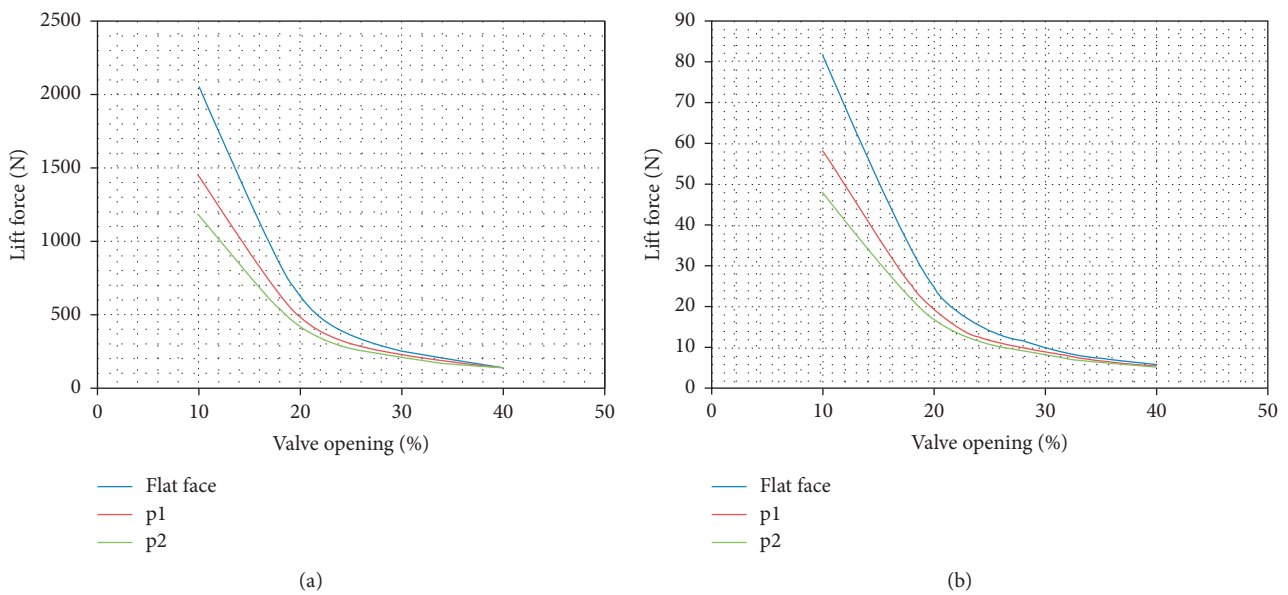 2500
2000
1500
1000
500
0
Lift force (N)
0 10 20 30 40 50
Valve opening (%)
Flat face
p1
p2
(a)
90
80
70
60
50
40
30
20
10
0
Lift force (N)
0 10 20 30 40 50
Valve opening (%)
Flat face
p1
p2
(b)